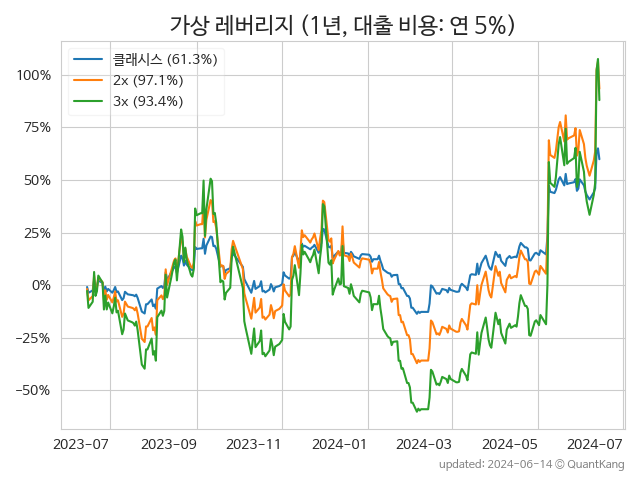 가상 레버리지 (1년, 대출 비용: 연 5%)
클래시스 (61.3%)
2x (97.1%)
3x (93.4%)
100%
75%
50%
25%
0%
−25%
−50%
2023-07 2023-09 2023-11 2024-01 2024-03 2024-05 2024-07
updated: 2024-06-14 © QuantKang